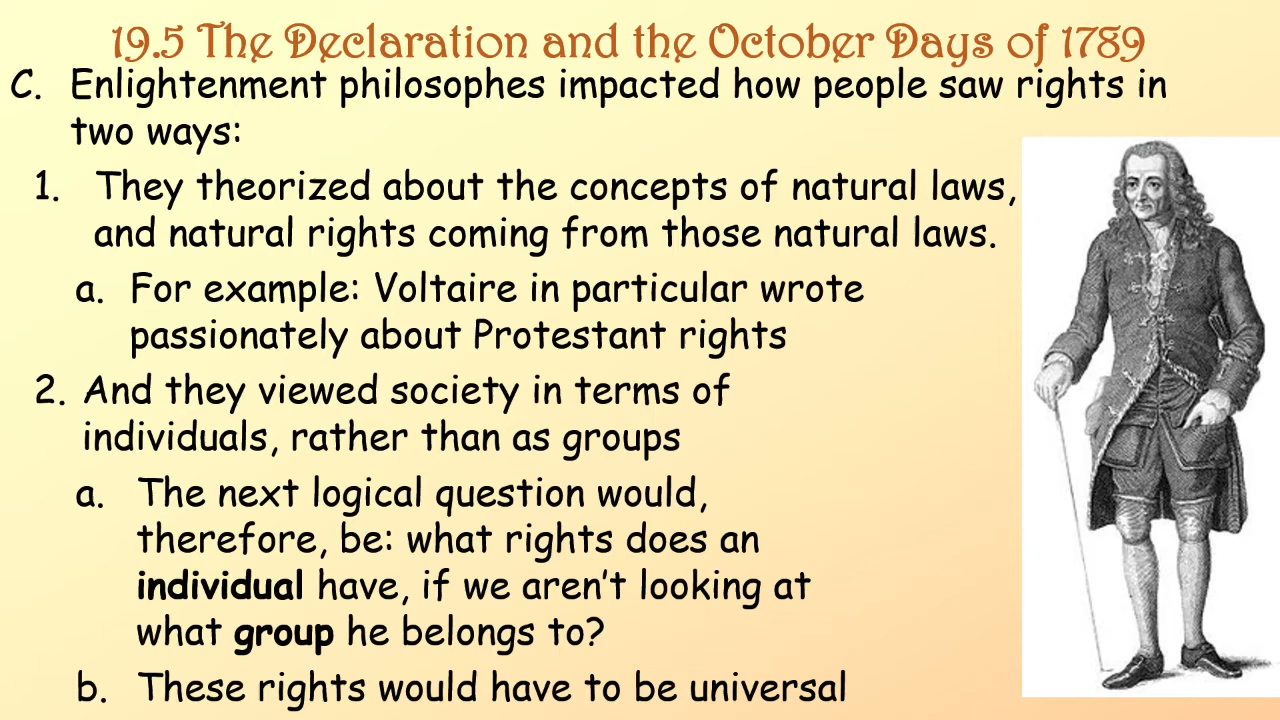 19.5 The Declaration and the October Days of 1789
C. Enlightenment philosophes impacted how people saw rights in
two ways:
1. They theorized about the concepts of natural laws,
and natural rights coming from those natural laws.
a. For example: Voltaire in particular wrote
passionately about Protestant rights
2. And they viewed society in terms of
individuals, rather than as groups
a. The next logical question would,
therefore, be: what rights does an
individual have, if we aren't looking at
what group he belongs to?
b. These rights would have to be universal